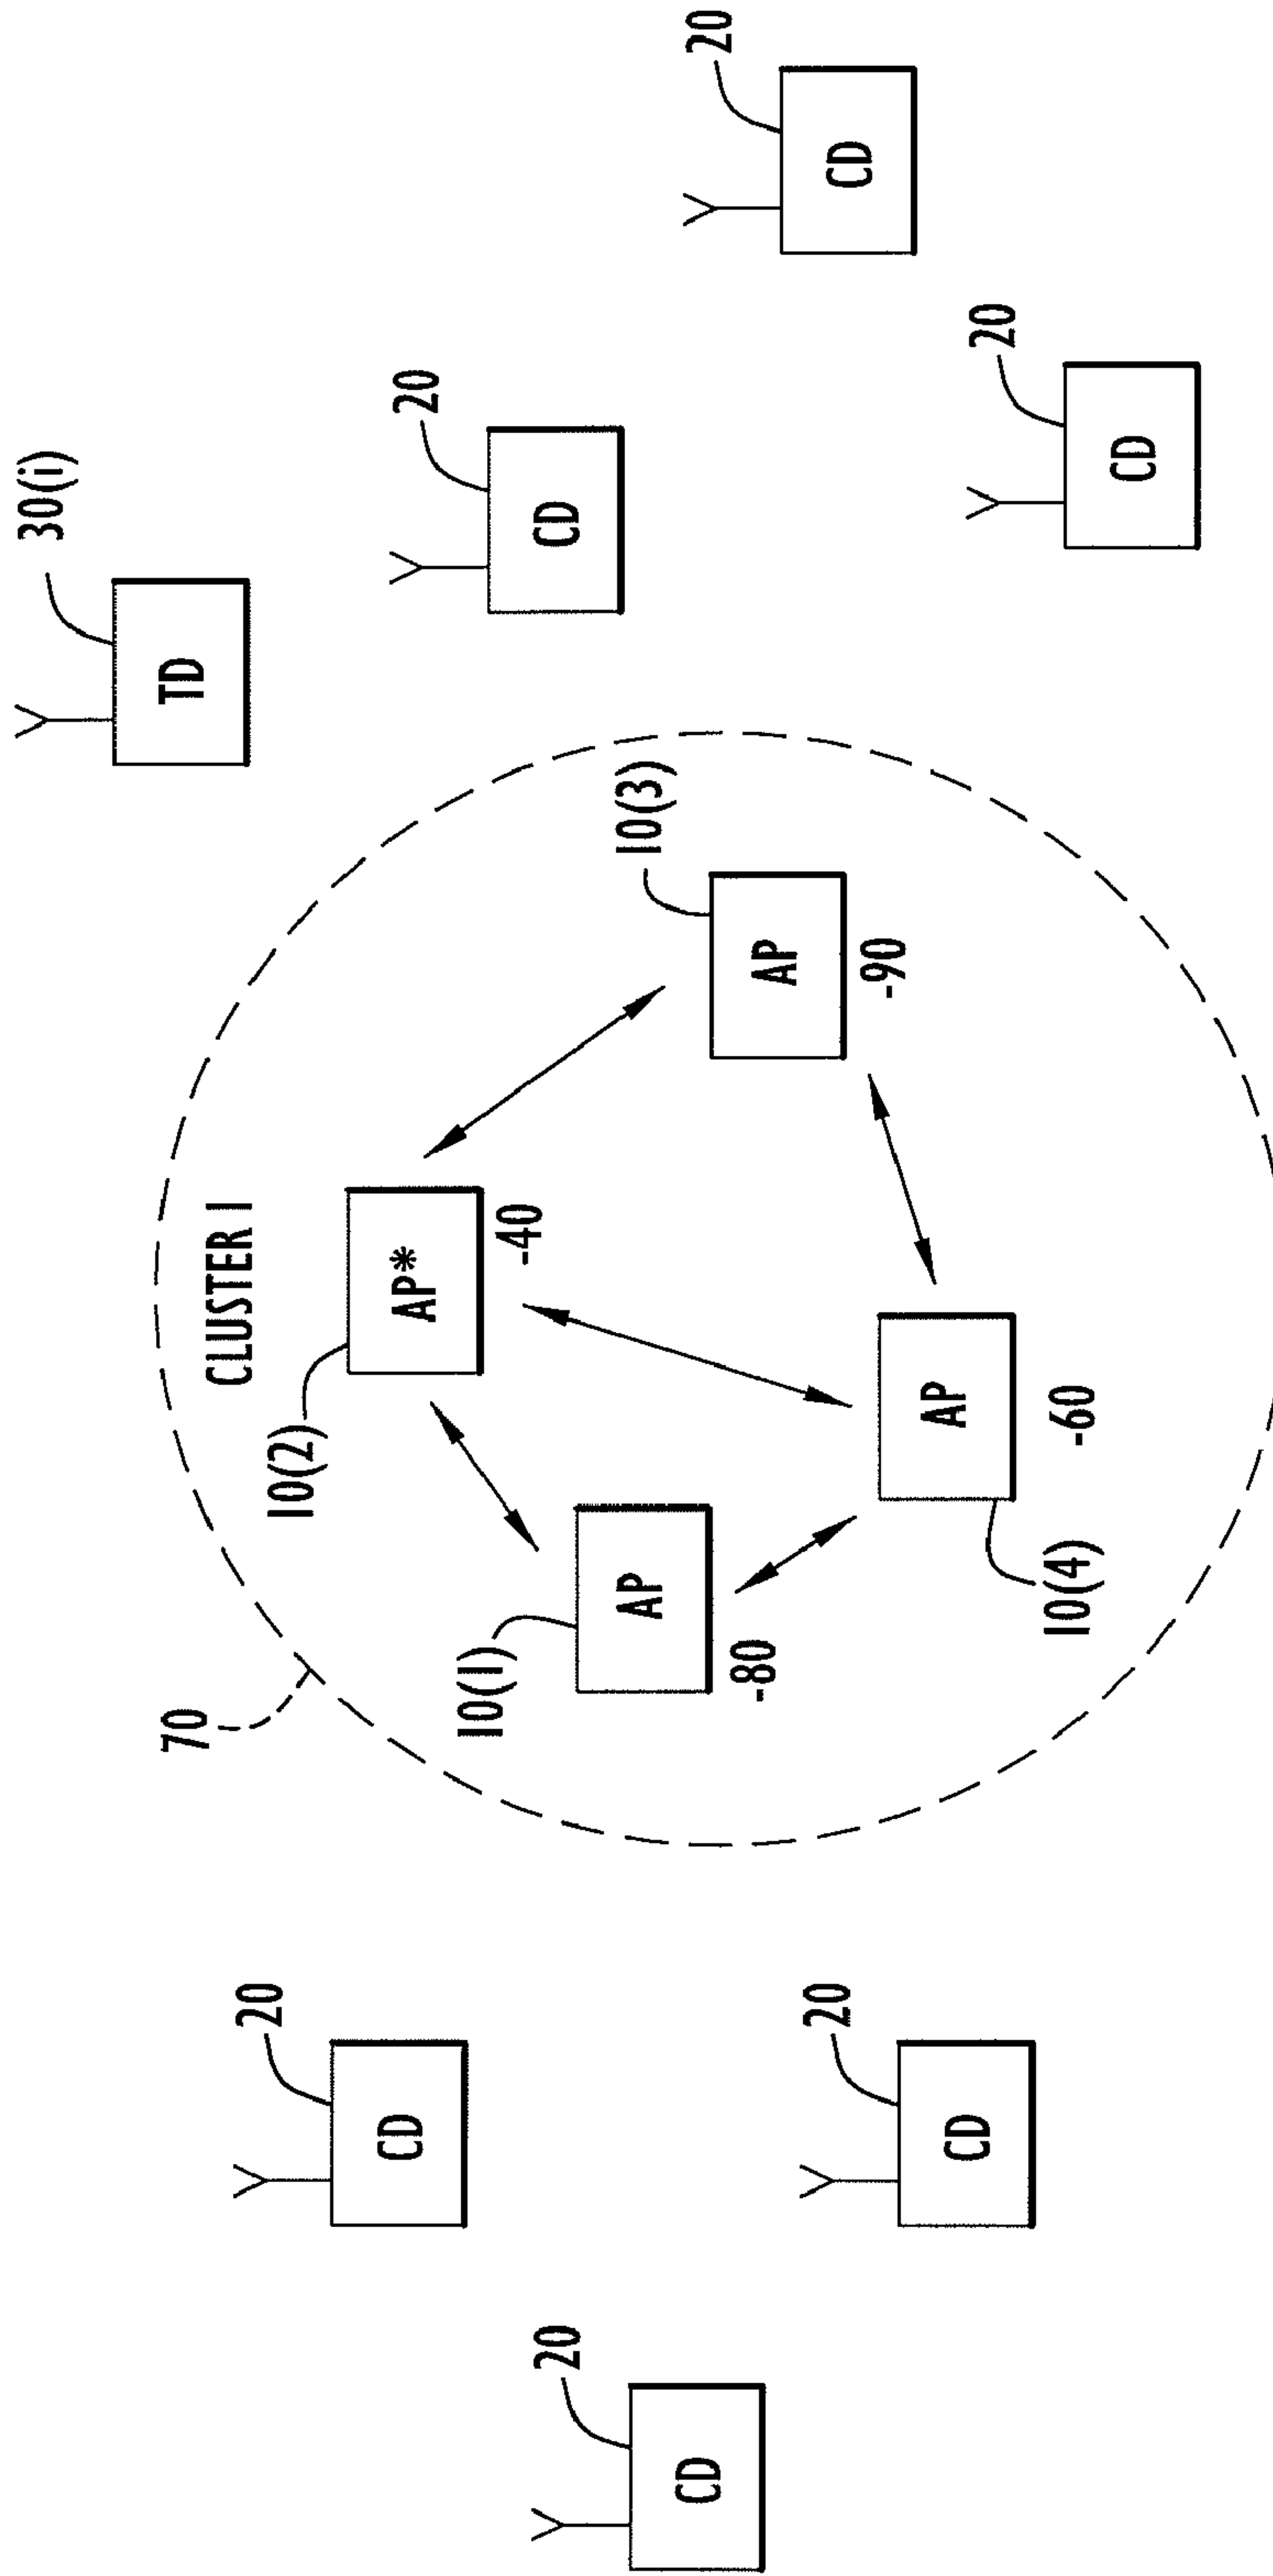 30(i)
TD
70
CLUSTER 1
20
10(2)
CD
AP*
20
10(1)
-40
20
CD
AP
10(3)
CD
20
-80
AP
20
CD
-90
AP
CD
20
10(4)
-60
CD